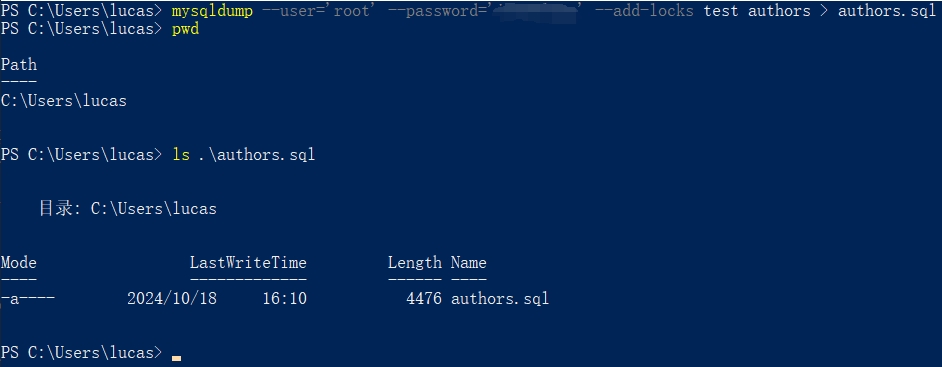 PS C:\Users\lucas> mysqldump --user='root' --password=' ' --add-locks test authors > authors.sql
PS C:\Users\lucas> pwd
Path
----
C:\Users\lucas
PS C:\Users\lucas> ls .\authors.sql
目录: C:\Users\lucas
Mode LastWriteTime Length Name
---- ------------- ------ ----
-a---- 2024/10/18 16:10 4476 authors.sql
PS C:\Users\lucas>